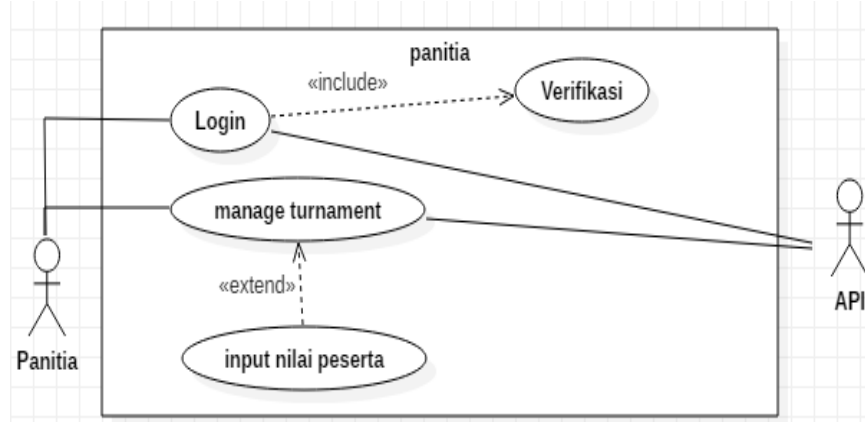 panitia
«include»
Verifikasi
Login
manage turnament
«extend»
input nilai peserta
Panitia
API